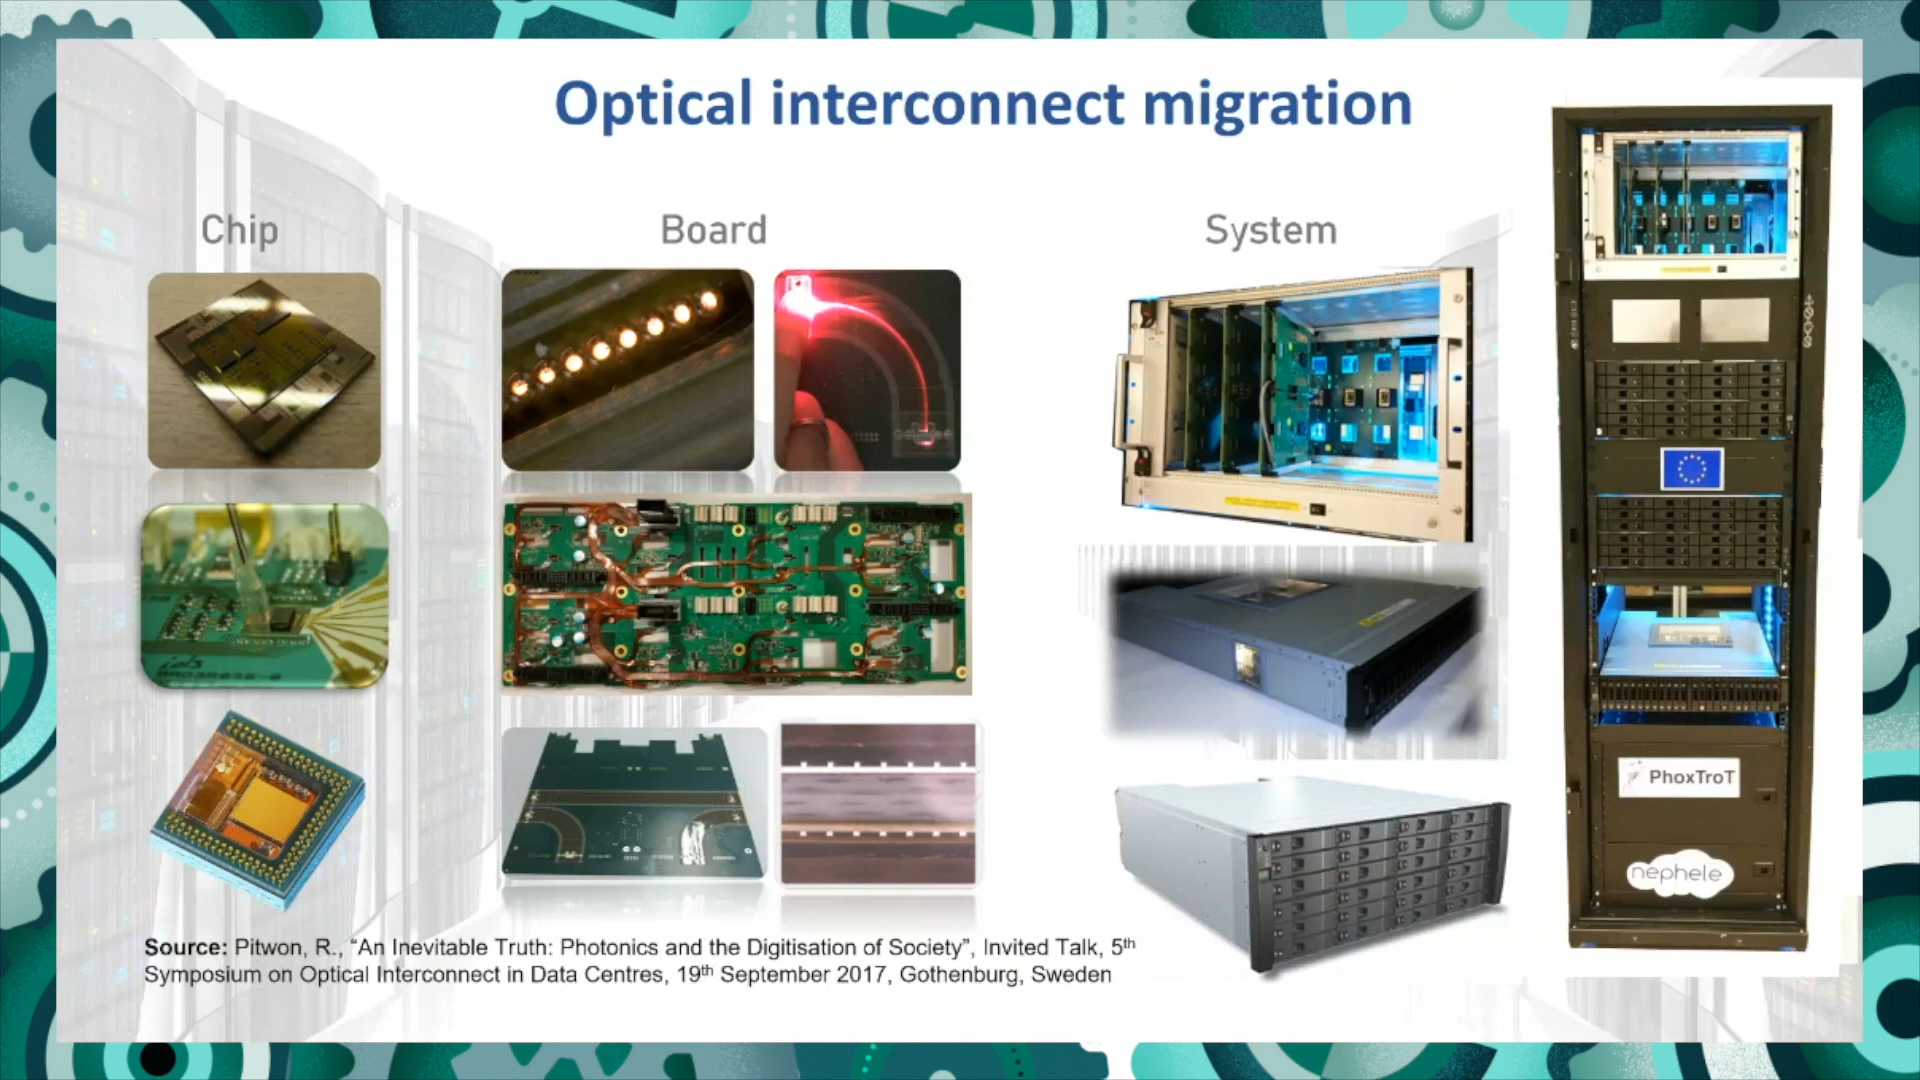 Optical interconnect migration
Chip
Board
System
PhoxTroT
nephele
Source: Pitwon, R., “An Inevitable Truth: Photonics and the Digitisation of Society”, Invited Talk, 5th
Symposium on Optical Interconnect in Data Centres, 19th September 2017, Gothenburg, Sweden